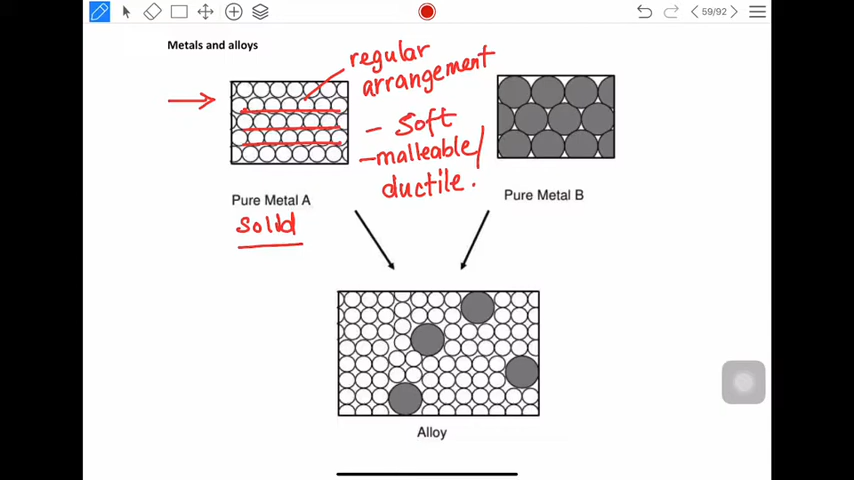 59/92
Metals and alloys
regular
arrangement
- Soft
- malleable/
ductile.
Pure Metal A
Solid
Pure Metal B
Alloy